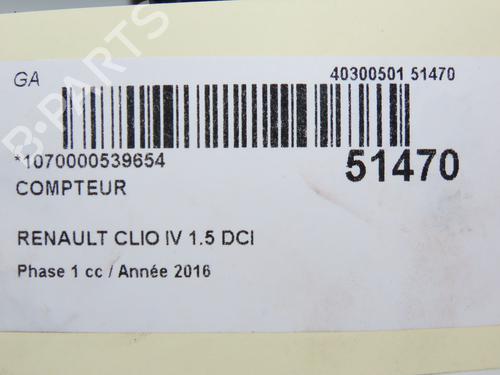 GA
40300501 51470
*1070000539654
51470
COMPTEUR
RENAULT CLIO IV 1.5 DCI
Phase 1 cc / Année 2016
B-PARTS